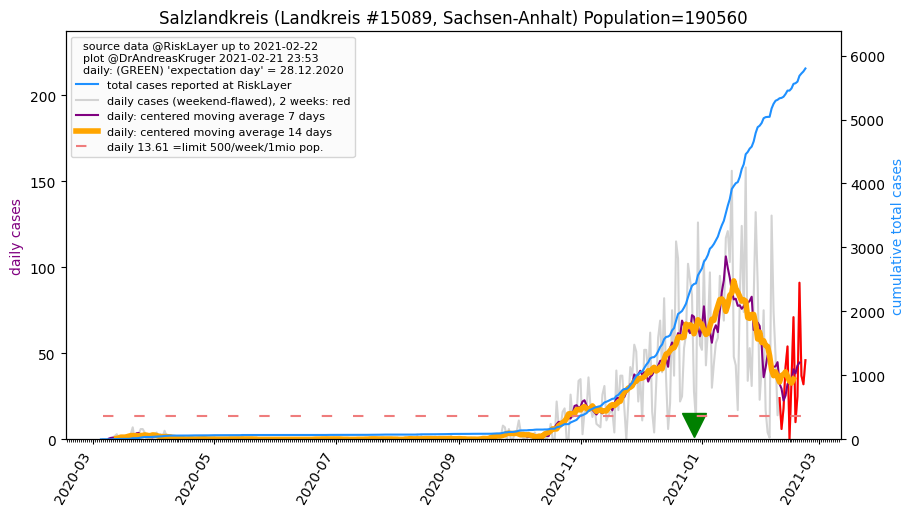 Salzlandkreis (Landkreis #15089, Sachsen-Anhalt) Population=190560
source data @RiskLayer up to 2021-02-22
plot @DrAndreasKruger 2021-02-21 23:53
daily: (GREEN) 'expectation day' = 28.12.2020
total cases reported at RiskLayer
daily cases (weekend-flawed), 2 weeks: red
daily: centered moving average 7 days
daily: centered moving average 14 days
daily 13.61 =limit 500/week/1mio pop.
daily cases
200
150
100
50
0
cumulative total cases
6000
5000
4000
3000
2000
1000
0
2020-03
2020-05
2020-07
2020-09
2020-11
2021-01
2021-03